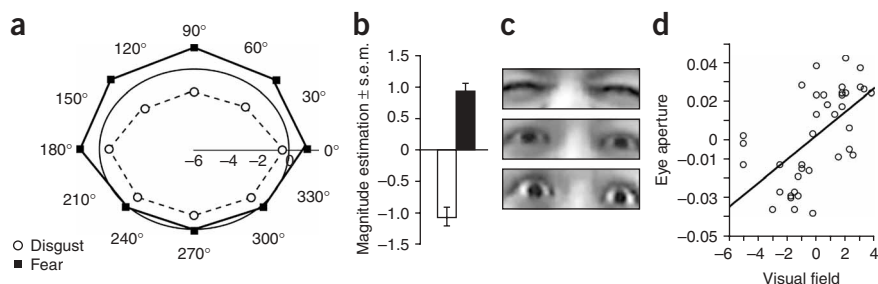 a
90°
120° 60°
150° 30°
180° −6 −4 −2 0 0°
210° 330°
240° 300°
270°
Disgust
Fear
b
Magnitude estimation ± s.e.m.
1.5
1.0
0.5
0
−0.5
−1.0
−1.5
c
d
Eye aperture
0.04
0.02
0
−0.01
−0.03
−0.05
−6 −4 −2 0 2 4
Visual field